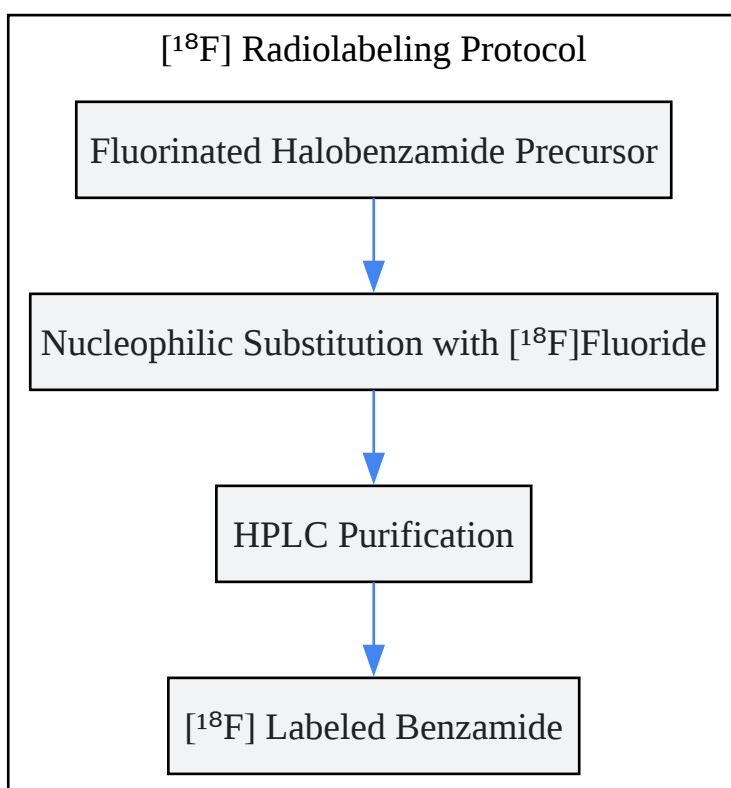 [¹⁸F] Radiolabeling Protocol
Fluorinated Halobenzamide Precursor
Nucleophilic Substitution with [¹⁸F]Fluoride
HPLC Purification
[¹⁸F] Labeled Benzamide